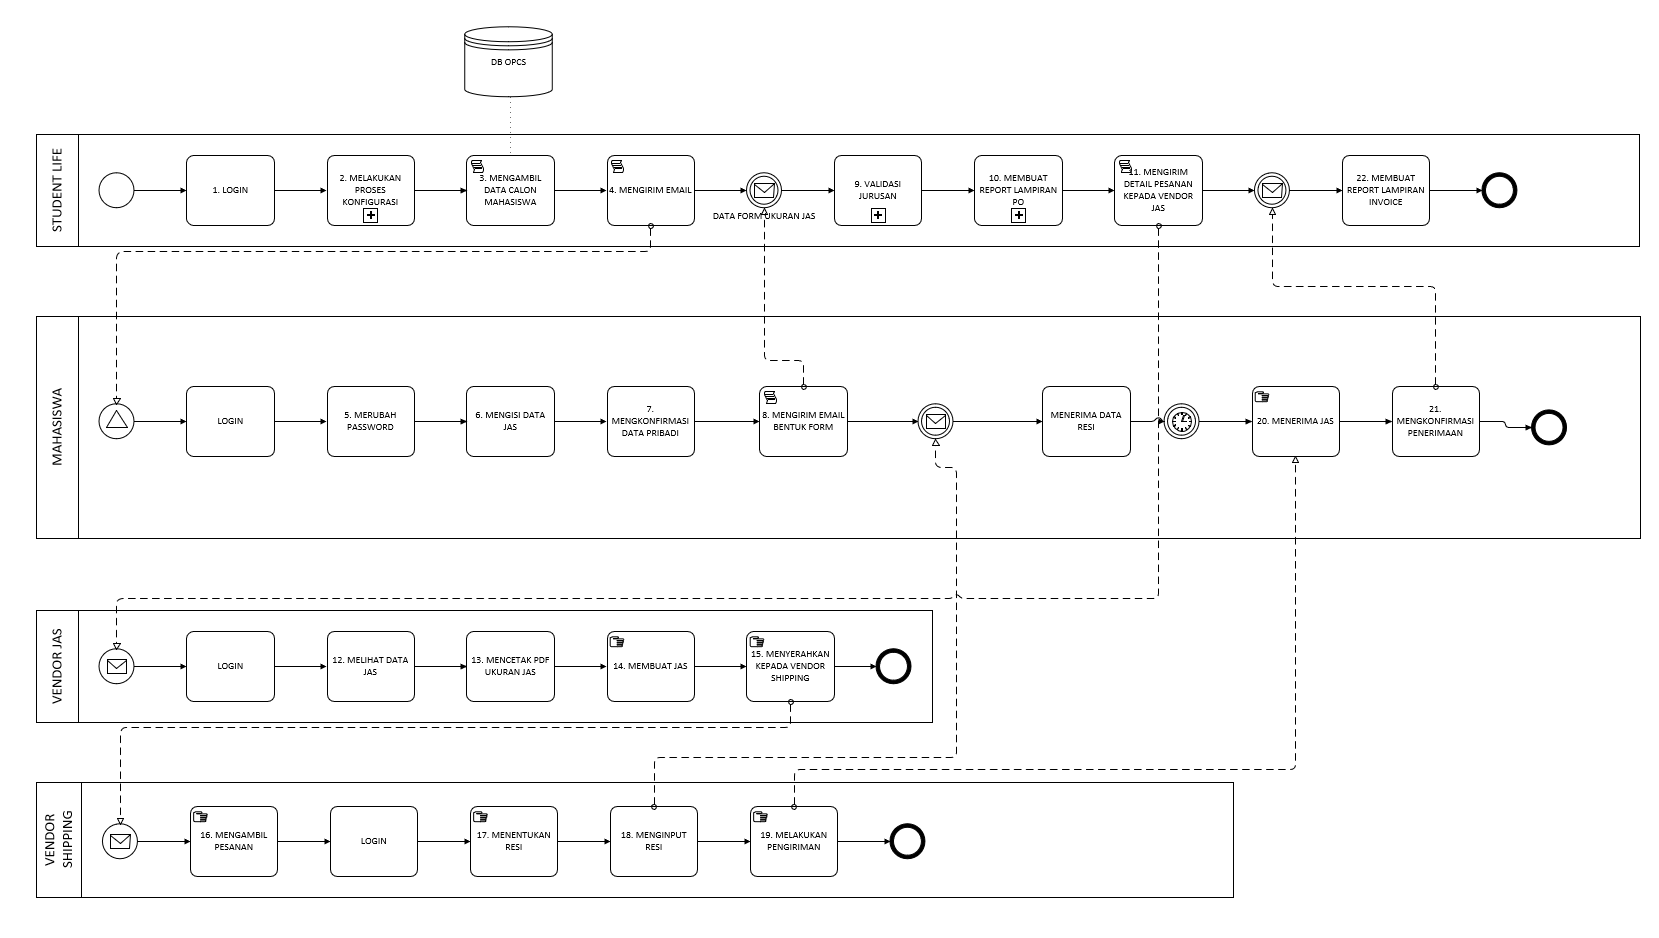 DB OPCS
STUDENT LIFE
1. LOGIN
2. MELAKUKAN
PROSES
KONFIGURASI
3. MENGAMBIL
DATA CALON
MAHASISWA
4. MENGIRIM EMAIL
DATA FORM UKURAN JAS
9. VALIDASI
JURUSAN
10. MEMBUAT
REPORT LAMPIRAN
PO
11. MENGIRIM
DETAIL PESANAN
KEPADA VENDOR
JAS
22. MEMBUAT
REPORT LAMPIRAN
INVOICE
MAHASISWA
LOGIN
5. MERUBAH
PASSWORD
6. MENGISI DATA
JAS
7.
MENGKONFIRMASI
DATA PRIBADI
8. MENGIRIM EMAIL
BENTUK FORM
MENERIMA DATA
RESI
20. MENERIMA JAS
21.
MENGKONFIRMASI
PENERIMAAN
VENDOR JAS
LOGIN
12. MELIHAT DATA
JAS
13. MENCETAK PDF
UKURAN JAS
14. MEMBUAT JAS
15. MENYERAHKAN
KEPADA VENDOR
SHIPPING
VENDOR
SHIPPING
16. MENGAMBIL
PESANAN
LOGIN
17. MENENTUKAN
RESI
18. MENGINPUT
RESI
19. MELAKUKAN
PENGIRIMAN